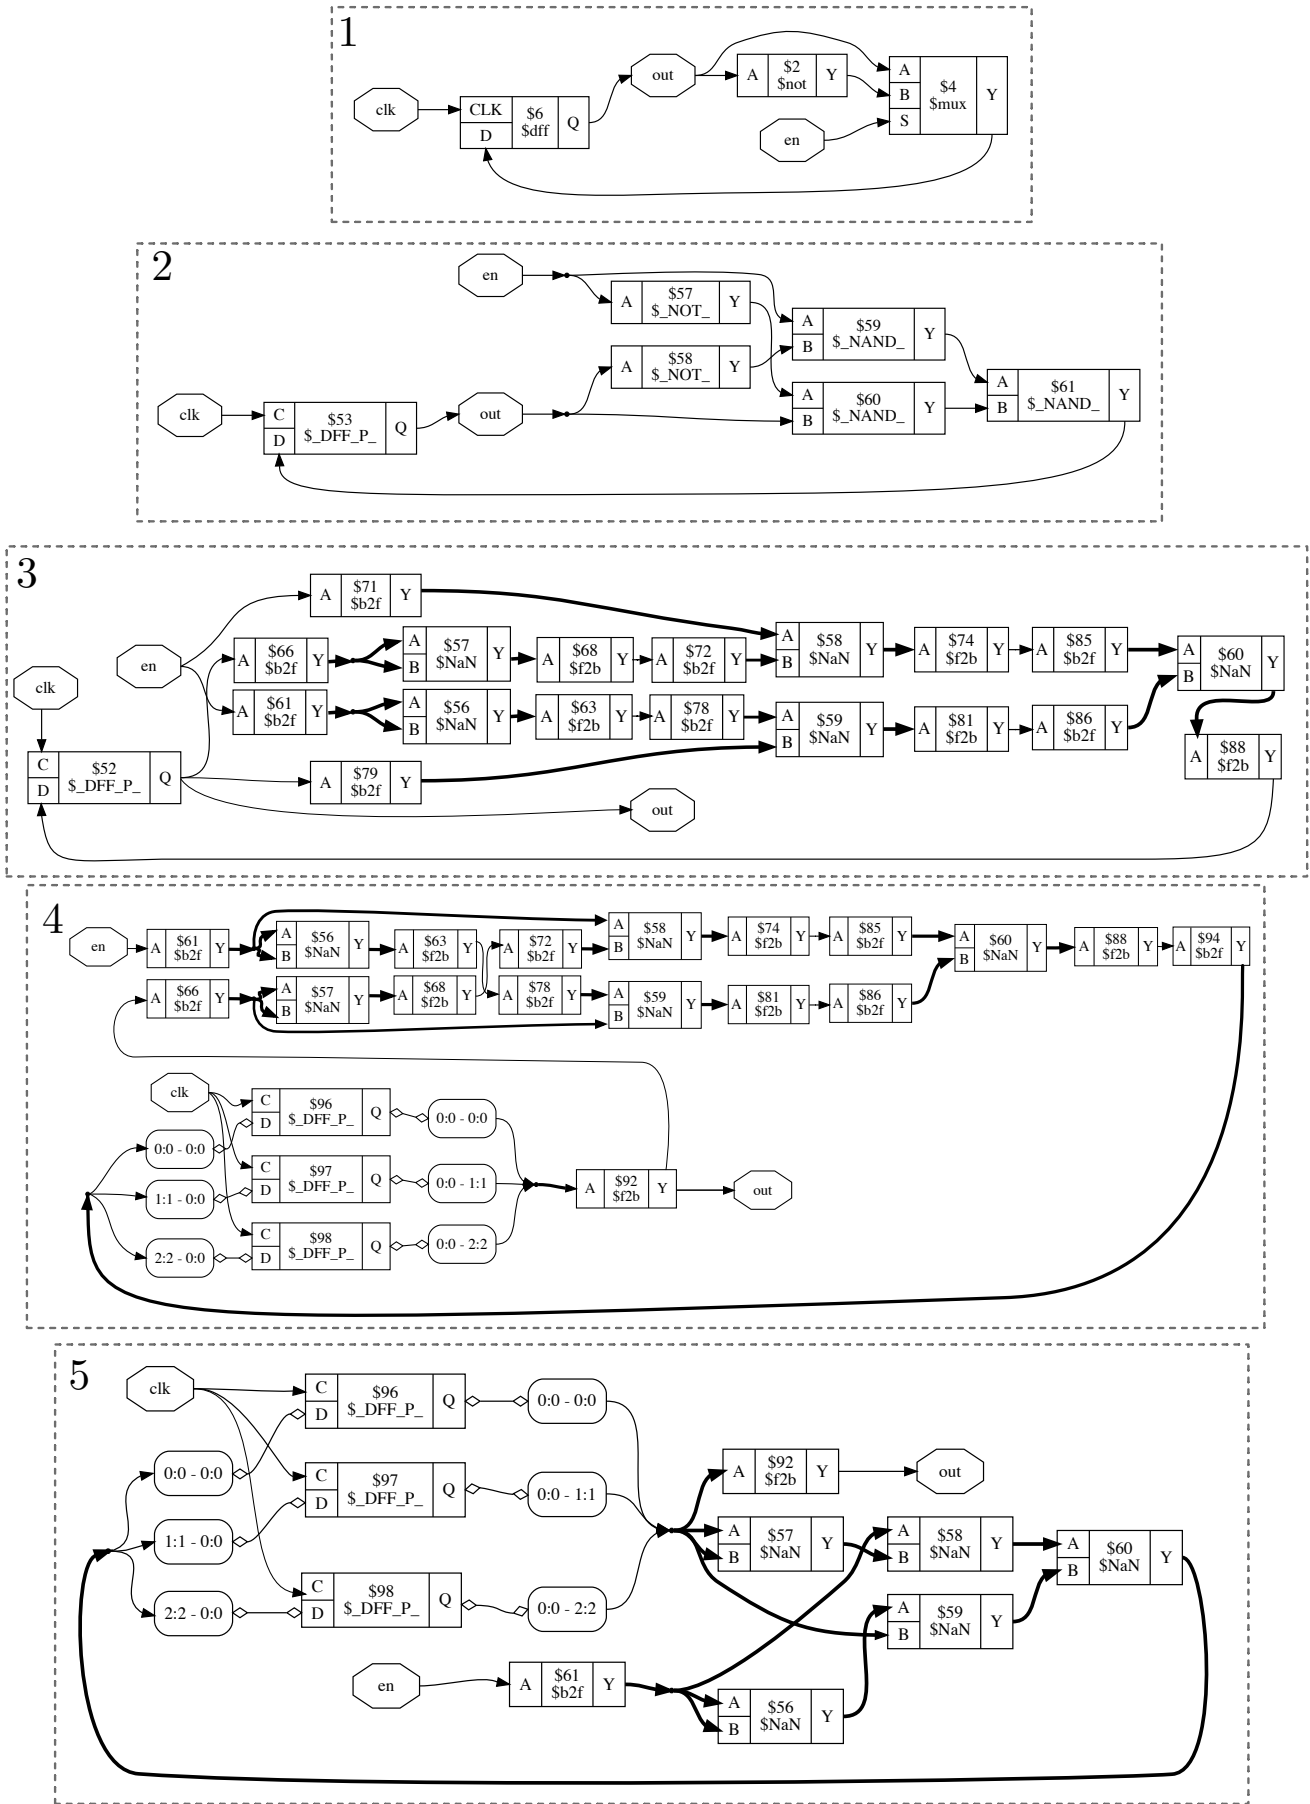 1
clk
CLK
D
$6
$dff
Q
out
A
$2
$not
Y
en
A
B
S
$4
$mux
Y
2
en
A
$57
$_NOT_
Y
A
$58
$_NOT_
Y
clk
C
D
$53
$_DFF_P_
Q
out
A
B
$59
$_NAND_
Y
A
B
$60
$_NAND_
Y
A
B
$61
$_NAND_
Y
3
clk
en
C
D
$52
$_DFF_P_
Q
A
$71
$b2f
Y
A
$66
$b2f
Y
A
$61
$b2f
Y
A
$79
$b2f
Y
A
B
$57
$NaN
Y
A
B
$56
$NaN
Y
A
$68
$f2b
Y
A
$63
$f2b
Y
A
$72
$b2f
Y
A
$78
$b2f
Y
out
A
B
$58
$NaN
Y
A
B
$59
$NaN
Y
A
$74
$f2b
Y
A
$81
$f2b
Y
A
$85
$b2f
Y
A
$86
$b2f
Y
A
B
$60
$NaN
Y
A
$88
$f2b
Y
4
en
A
$61
$b2f
Y
A
$66
$b2f
Y
A
B
$56
$NaN
Y
A
B
$57
$NaN
Y
A
$63
$f2b
Y
A
$68
$f2b
Y
A
$72
$b2f
Y
A
$78
$b2f
Y
A
B
$58
$NaN
Y
A
B
$59
$NaN
Y
A
$74
$f2b
Y
A
$81
$f2b
Y
A
$85
$b2f
Y
A
$86
$b2f
Y
A
B
$60
$NaN
Y
A
$88
$f2b
Y
A
$94
$b2f
Y
clk
0:0 - 0:0
1:1 - 0:0
2:2 - 0:0
C
D
$96
$_DFF_P_
Q
C
D
$97
$_DFF_P_
Q
C
D
$98
$_DFF_P_
Q
0:0 - 0:0
0:0 - 1:1
0:0 - 2:2
A
$92
$f2b
Y
out
5
clk
0:0 - 0:0
1:1 - 0:0
2:2 - 0:0
C
D
$96
$_DFF_P_
Q
C
D
$97
$_DFF_P_
Q
C
D
$98
$_DFF_P_
Q
0:0 - 0:0
0:0 - 1:1
0:0 - 2:2
en
A
$61
$b2f
Y
A
$92
$f2b
Y
out
A
B
$57
$NaN
Y
A
B
$56
$NaN
Y
A
B
$58
$NaN
Y
A
B
$59
$NaN
Y
A
B
$60
$NaN
Y